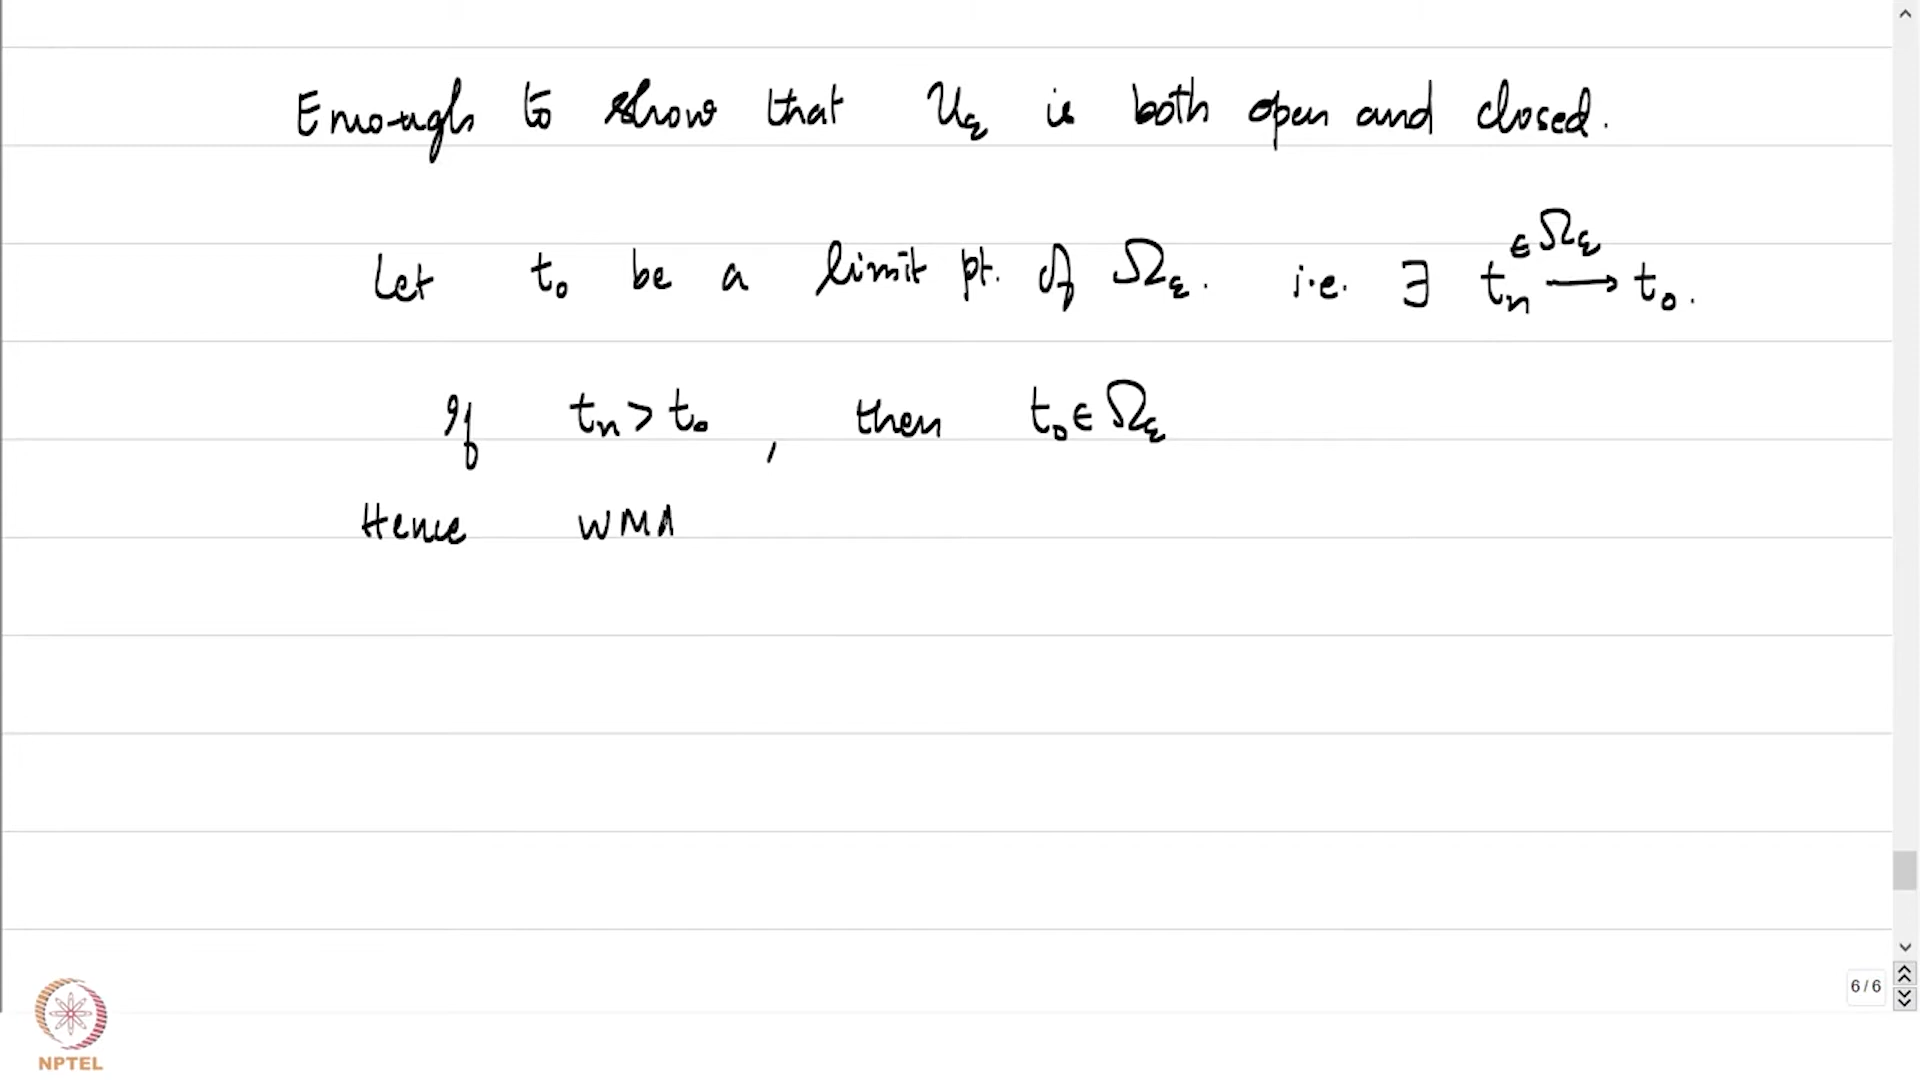 Enough to show that U_ε is both open and closed.
Let t₀ be a limit pt. of Ω_ε. i.e. ∃ t_n ∈ Ω_ε ⟶ t₀.
If t_n > t₀, then t₀ ∈ Ω_ε
Hence WMA
6 / 6
NPTEL